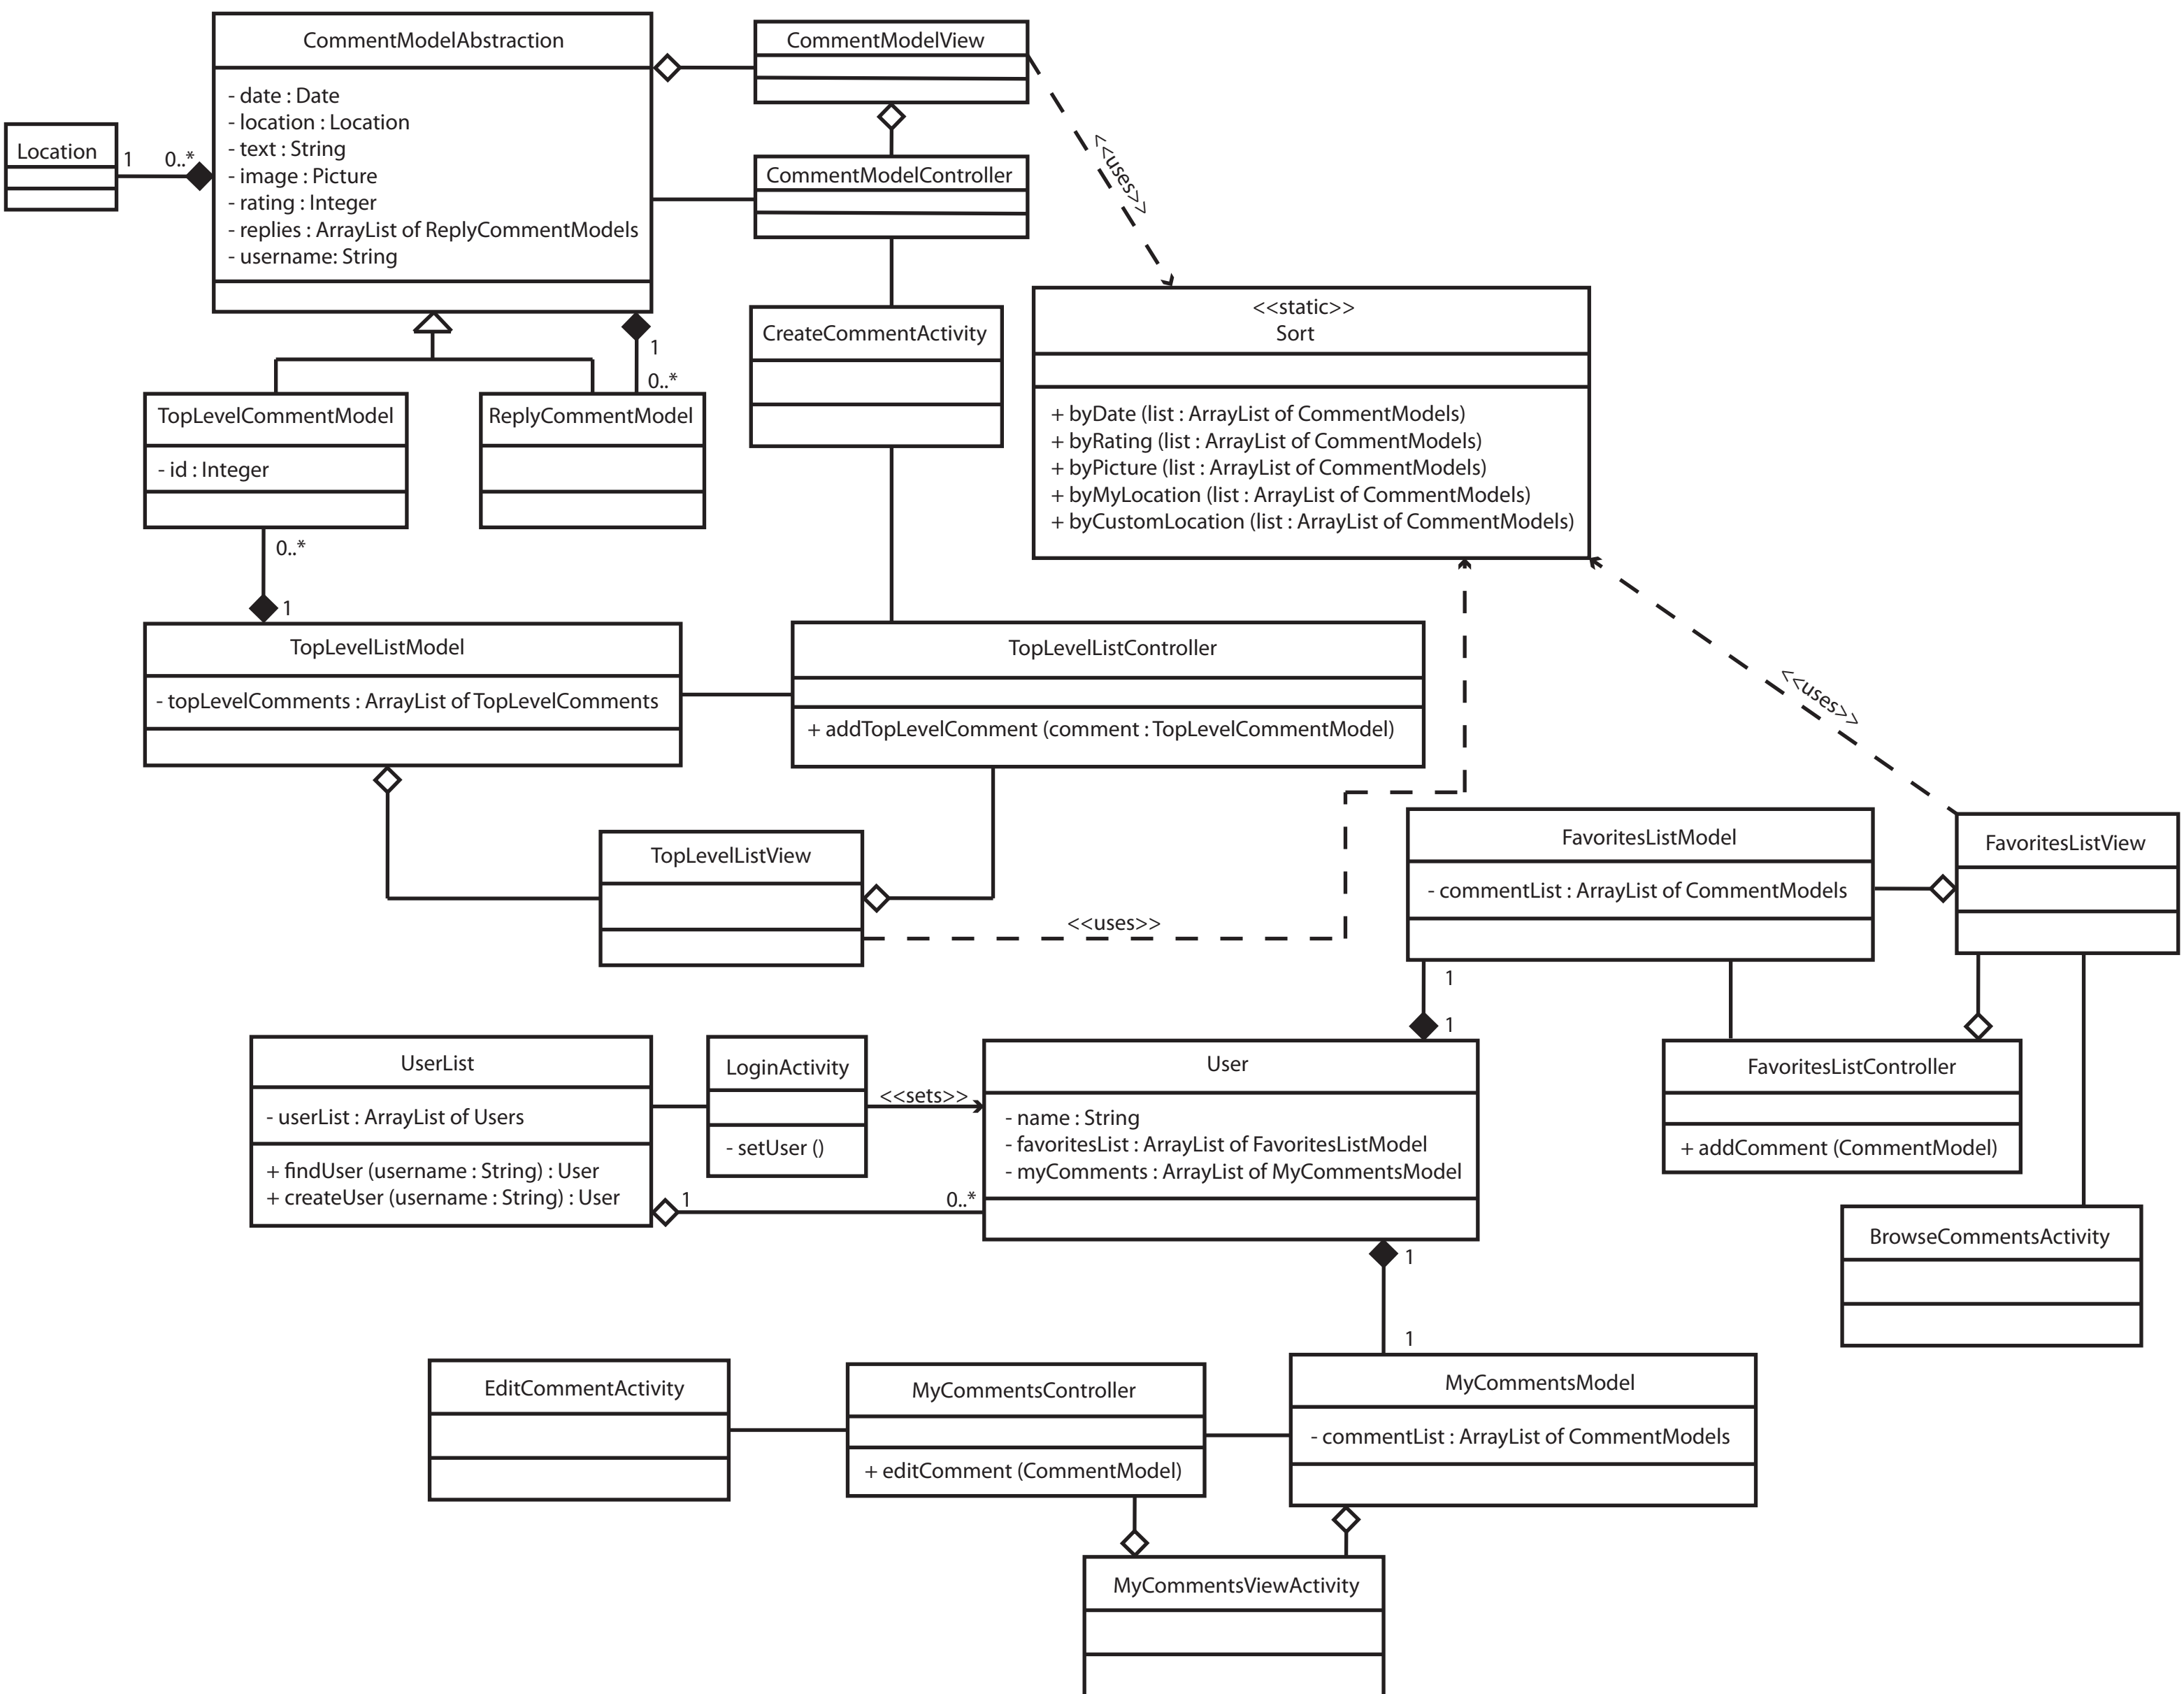 CommentModelAbstraction
- date : Date
- location : Location
- text : String
- image : Picture
- rating : Integer
- replies : ArrayList of ReplyCommentModels
- username: String
CommentModelView
<<uses>>
Location
1
0..*
CommentModelController
CreateCommentActivity
<<static>>
Sort
+ byDate (list : ArrayList of CommentModels)
+ byRating (list : ArrayList of CommentModels)
+ byPicture (list : ArrayList of CommentModels)
+ byMyLocation (list : ArrayList of CommentModels)
+ byCustomLocation (list : ArrayList of CommentModels)
1
0..*
TopLevelCommentModel
- id : Integer
ReplyCommentModel
0..*
1
TopLevelListModel
- topLevelComments : ArrayList of TopLevelComments
TopLevelListController
+ addTopLevelComment (comment : TopLevelCommentModel)
<<uses>>
TopLevelListView
<<uses>>
FavoritesListModel
- commentList : ArrayList of CommentModels
FavoritesListView
1
1
UserList
- userList : ArrayList of Users
+ findUser (username : String) : User
+ createUser (username : String) : User
LoginActivity
- setUser ()
<<sets>>
1
0..*
User
- name : String
- favoritesList : ArrayList of FavoritesListModel
- myComments : ArrayList of MyCommentsModel
FavoritesListController
+ addComment (CommentModel)
BrowseCommentsActivity
1
1
EditCommentActivity
MyCommentsController
+ editComment (CommentModel)
MyCommentsModel
- commentList : ArrayList of CommentModels
MyCommentsViewActivity